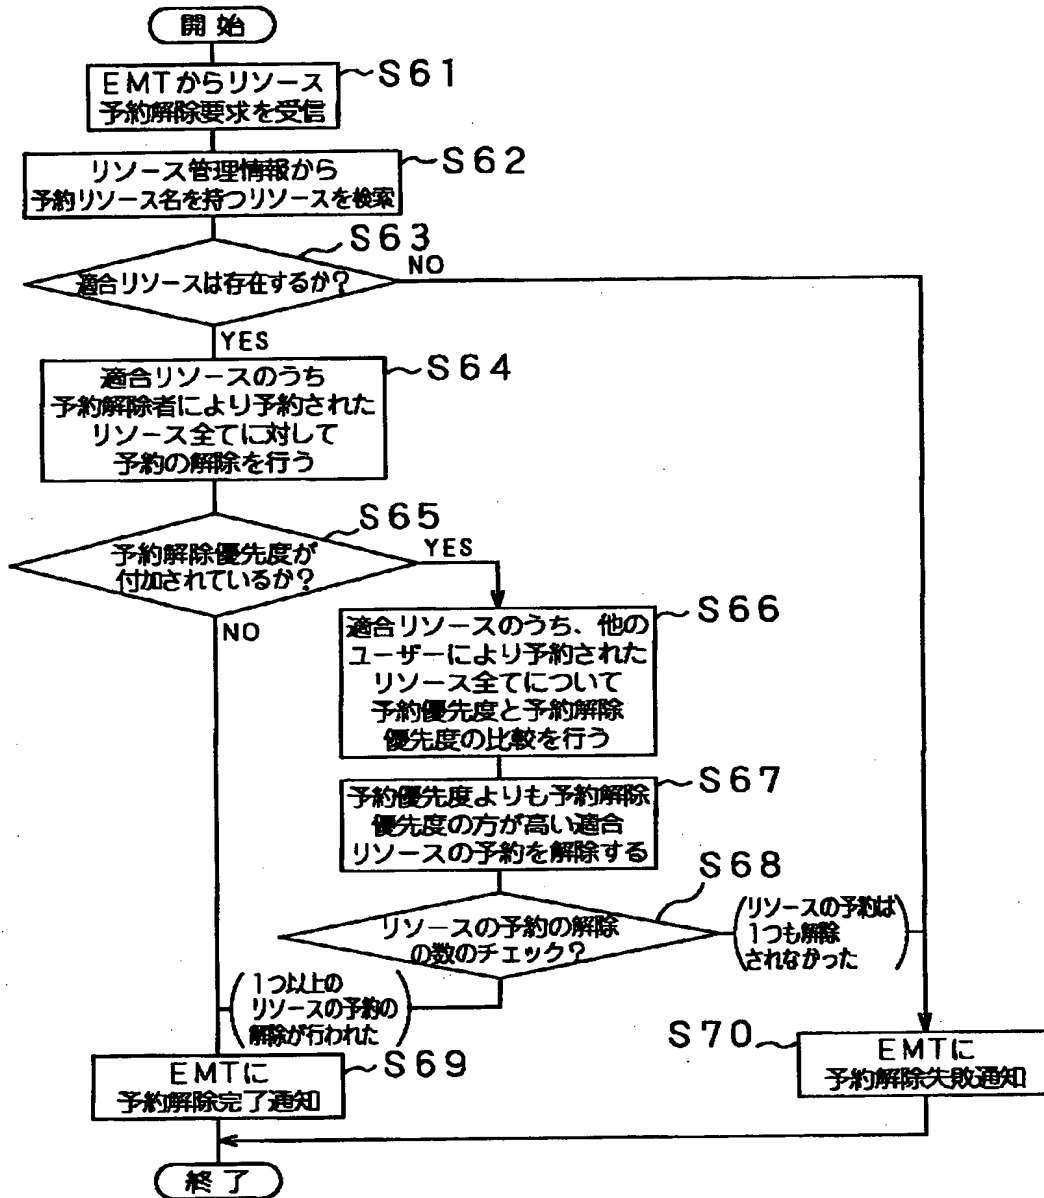 開始
EMTからリソース
予約解除要求を受信
S61
リソース管理情報から
予約リソース名を持つリソースを検索
S62
S63
適合リソースは存在するか?
NO
YES
適合リソースのうち
予約解除者により予約された
リソース全てに対して
予約の解除を行う
S64
S65
予約解除優先度が
付加されているか?
YES
NO
適合リソースのうち、他の
ユーザーにより予約された
リソース全てについて
予約優先度と予約解除
優先度の比較を行う
S66
予約優先度よりも予約解除
優先度の方が高い適合
リソースの予約を解除する
S67
S68
リソースの予約の解除
の数のチェック?
(リソースの予約は
1つも解除
されなかった)
(1つ以上の
リソースの予約の
解除が行われた)
EMTに
予約解除完了通知
S69
S70
EMTに
予約解除失敗通知
終了